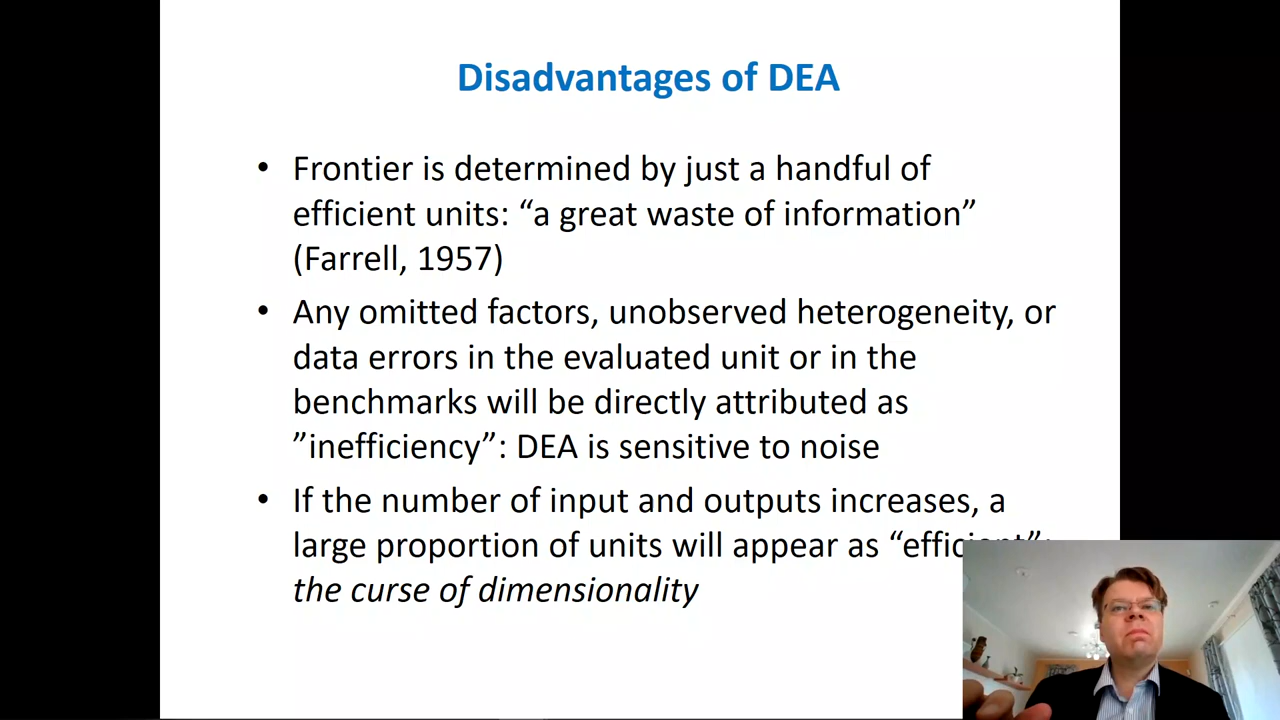 Disadvantages of DEA
• Frontier is determined by just a handful of
efficient units: “a great waste of information”
(Farrell, 1957)
• Any omitted factors, unobserved heterogeneity, or
data errors in the evaluated unit or in the
benchmarks will be directly attributed as
”inefficiency”: DEA is sensitive to noise
• If the number of input and outputs increases, a
large proportion of units will appear as “efficient”:
the curse of dimensionality